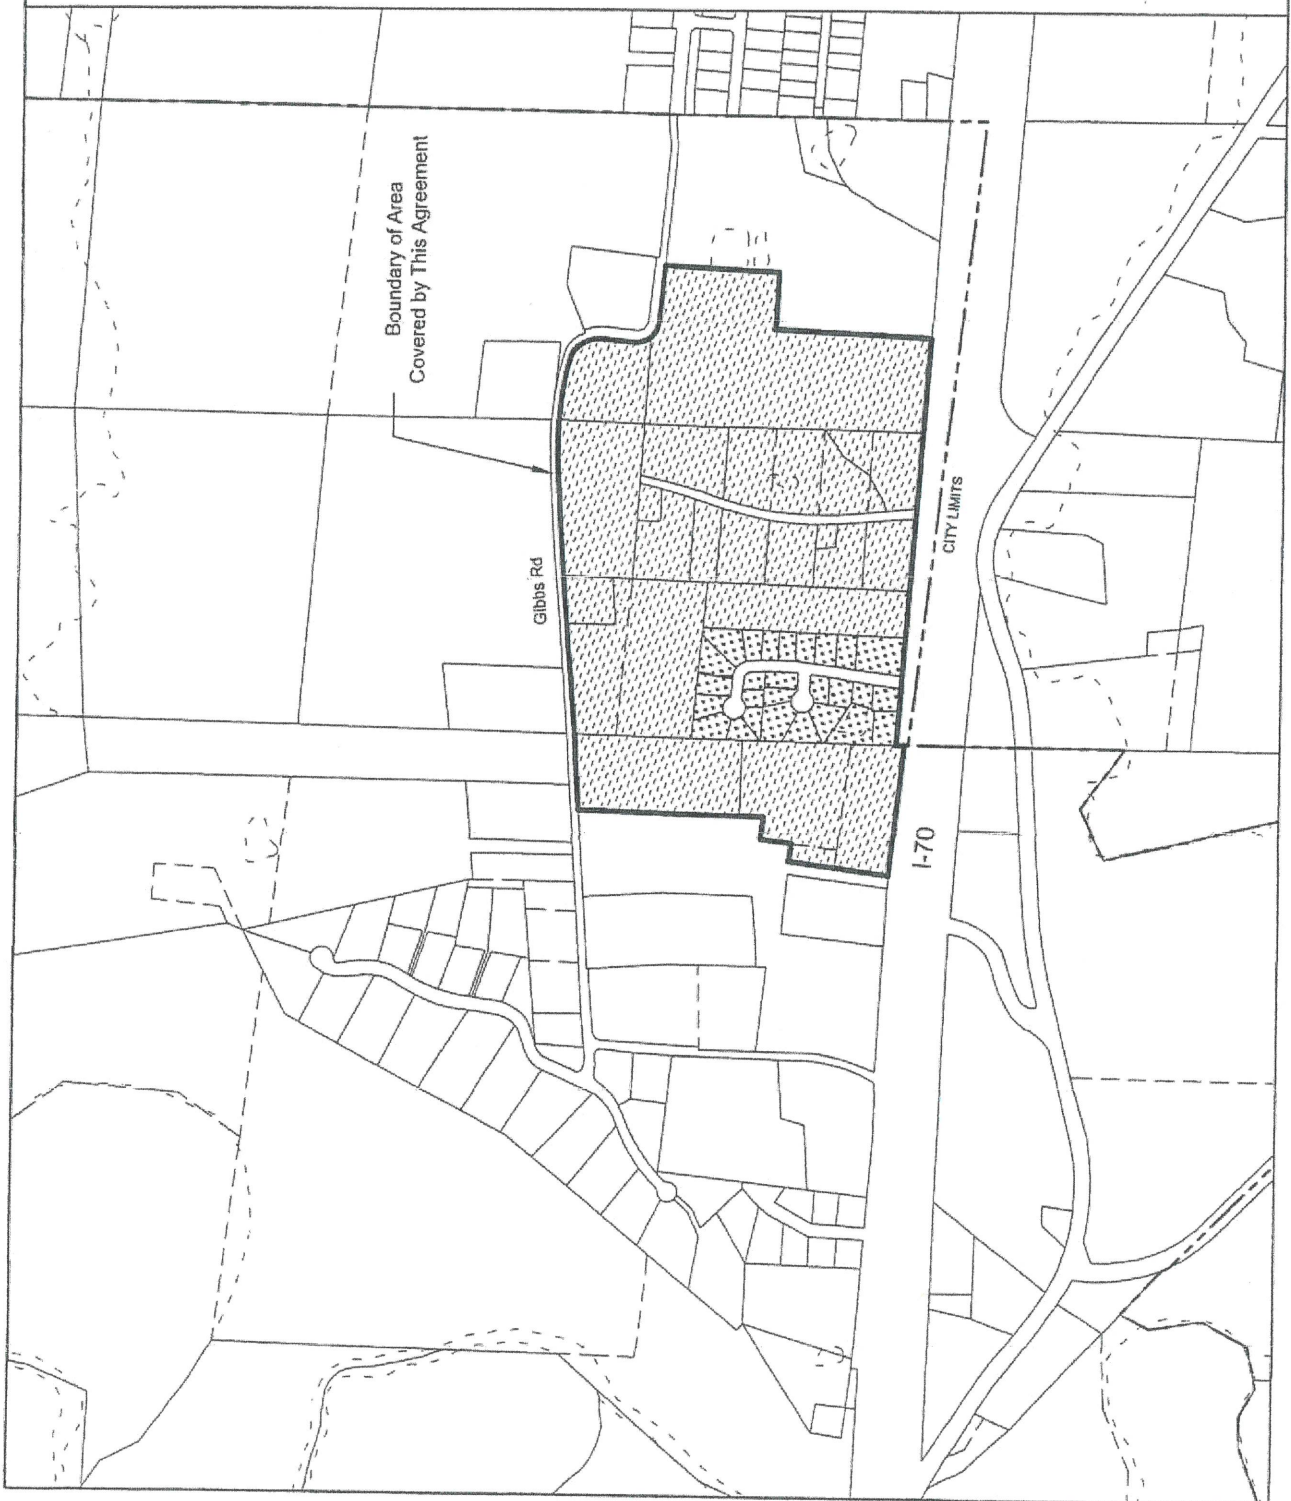 Boundary of Area
Covered by This Agreement
Gibbs Rd
CITY LIMITS
I-70